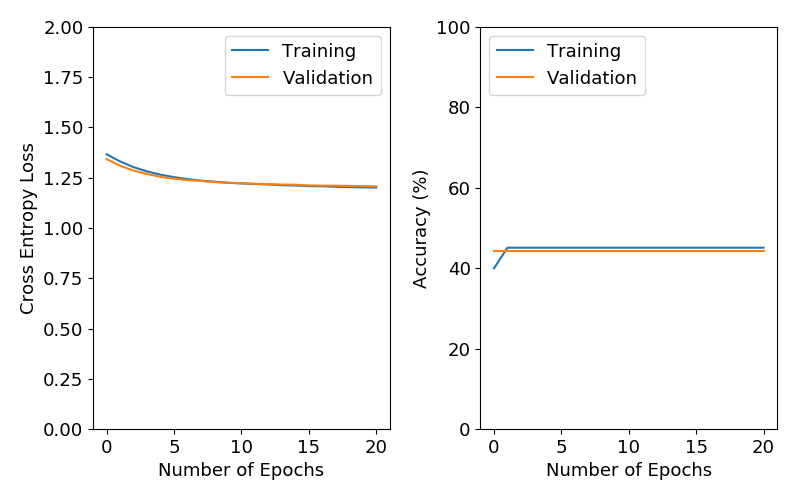 2.00
1.75
1.50
1.25
1.00
0.75
0.50
0.25
0.00
Cross Entropy Loss
Training
Validation
0 5 10 15 20
Number of Epochs
100
80
60
40
20
0
Accuracy (%)
Training
Validation
0 5 10 15 20
Number of Epochs